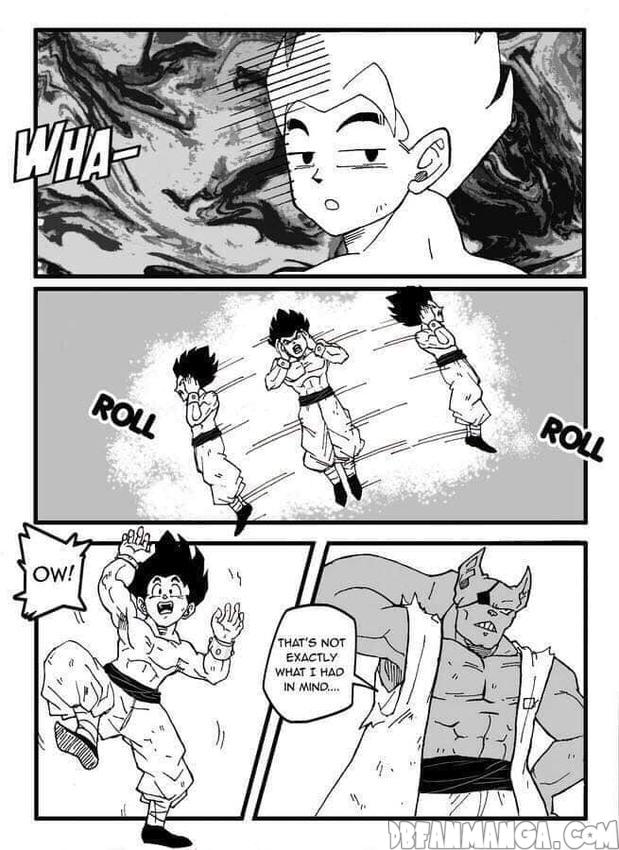 WHA-
ROLL
ROLL
OW!
THAT'S NOT
EXACTLY
WHAT I HAD
IN MIND....
DBFANMANGA.COM